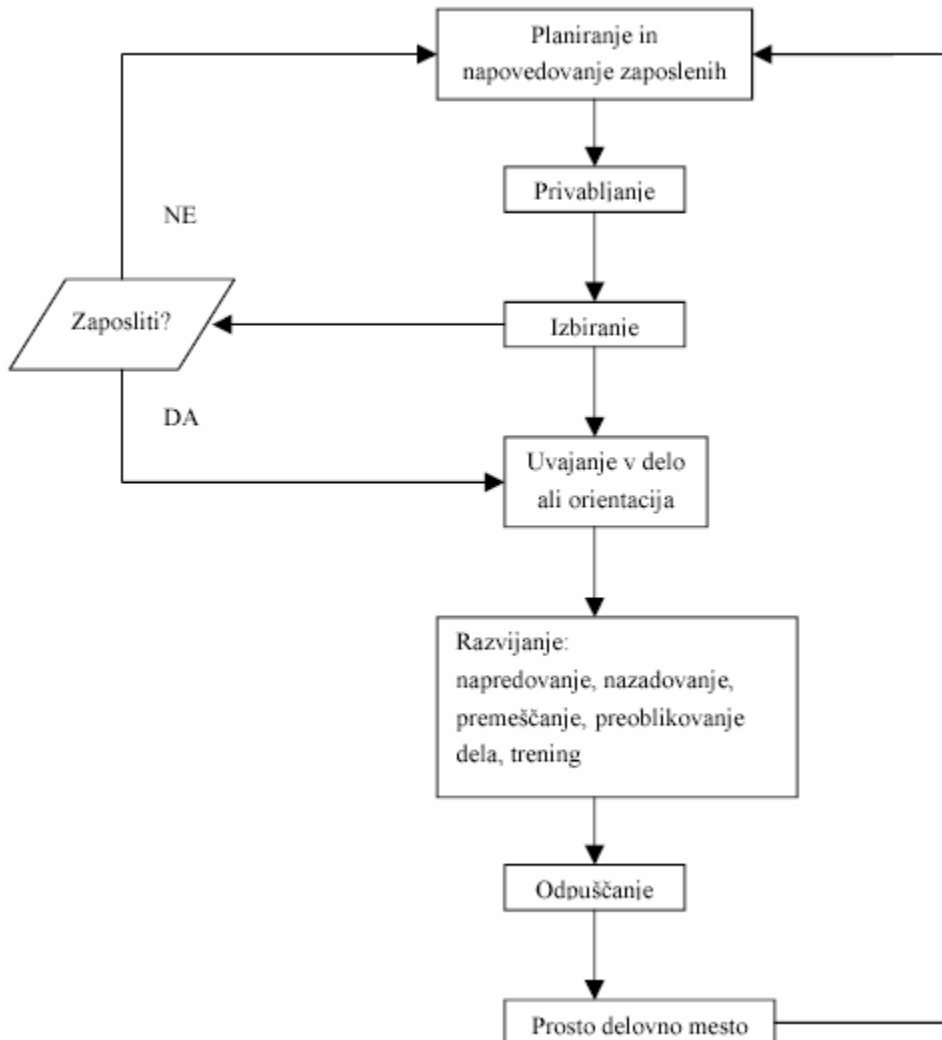 Planiranje in
napovedovanje zaposlenih
Privabljanje
NE
Zaposliti?
Izbiranje
DA
Uvajanje v delo
ali orientacija
Razvijanje:
napredovanje, nazadovanje,
premeščanje, preoblikovanje
dela, trening
Odpuščanje
Prosto delovno mesto